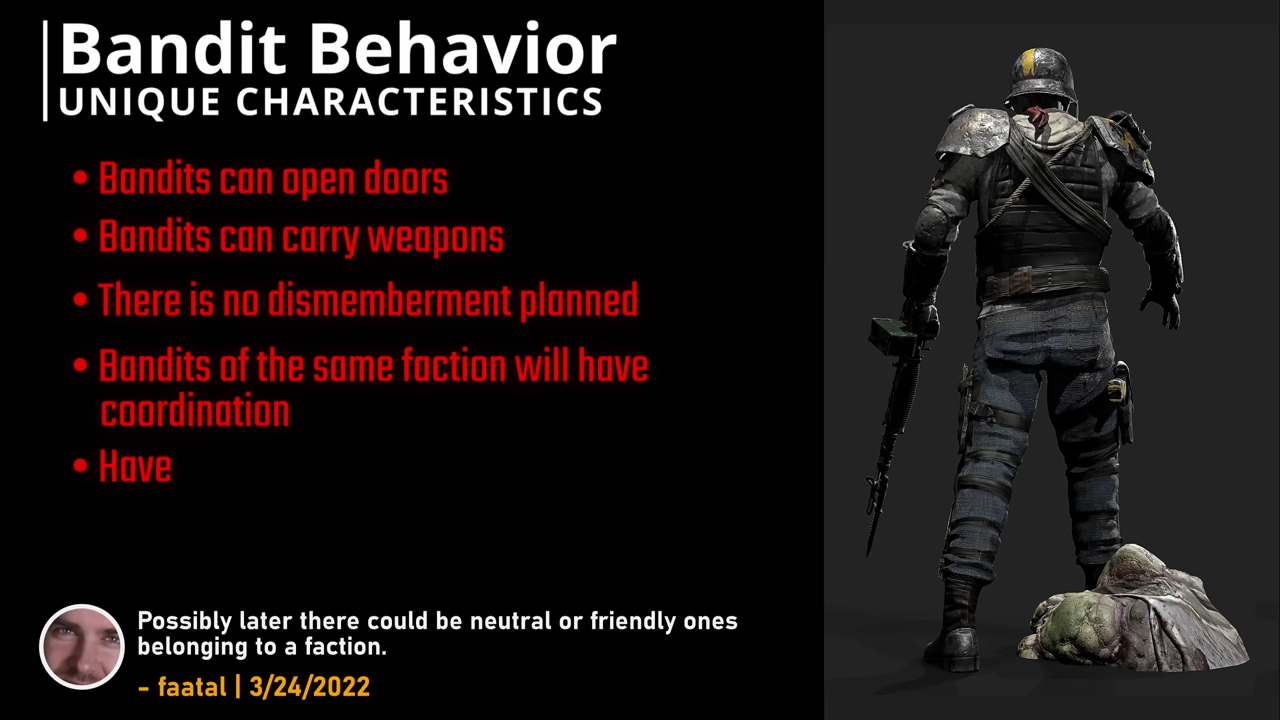 Bandit Behavior
UNIQUE CHARACTERISTICS
• Bandits can open doors
• Bandits can carry weapons
• There is no dismemberment planned
• Bandits of the same faction will have
coordination
• Have
Possibly later there could be neutral or friendly ones
belonging to a faction.
- faatal | 3/24/2022